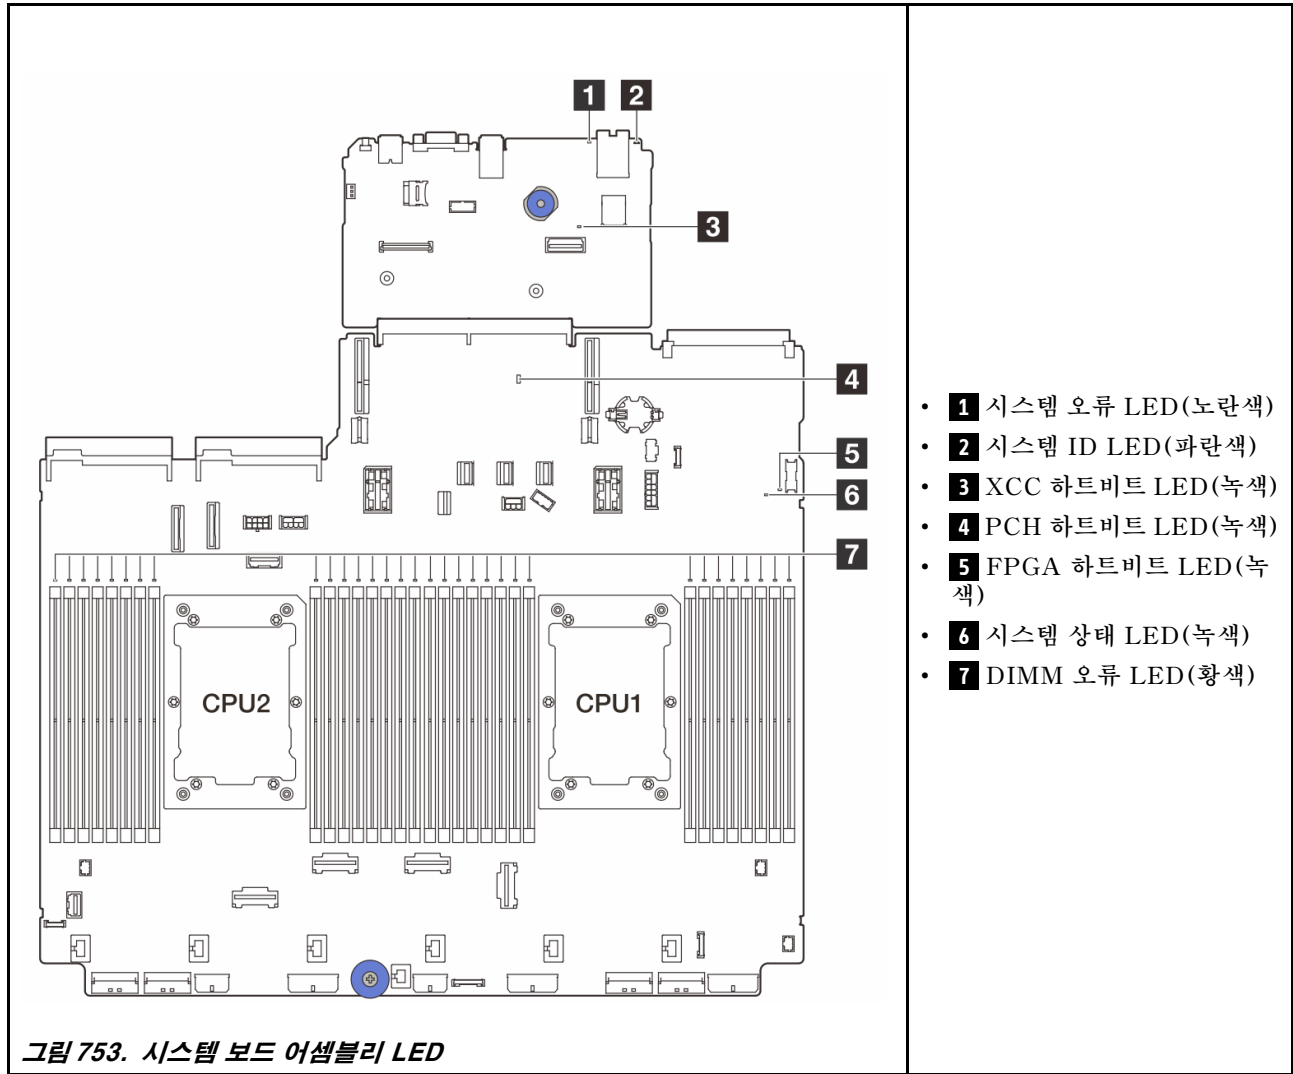 1 2
3
4
5
6
7
CPU2 CPU1
그림 753. 시스템 보드 어셈블리 LED
• 1 시스템 오류 LED(노란색)
• 2 시스템 ID LED(파란색)
• 3 XCC 하트비트 LED(녹색)
• 4 PCH 하트비트 LED(녹색)
• 5 FPGA 하트비트 LED(녹
색)
• 6 시스템 상태 LED(녹색)
• 7 DIMM 오류 LED(황색)